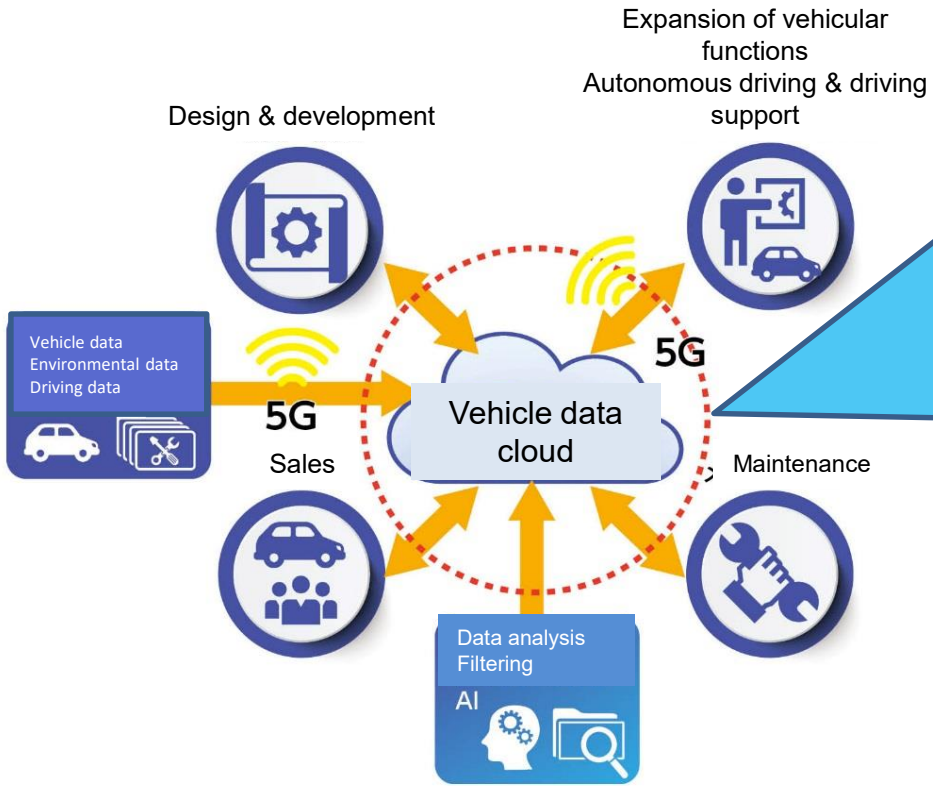 Expansion of vehicular
functions
Autonomous driving & driving
support
Design & development
Vehicle data
Environmental data
Driving data
5G
5G
Vehicle data
cloud
Sales
Maintenance
Data analysis
Filtering
AI